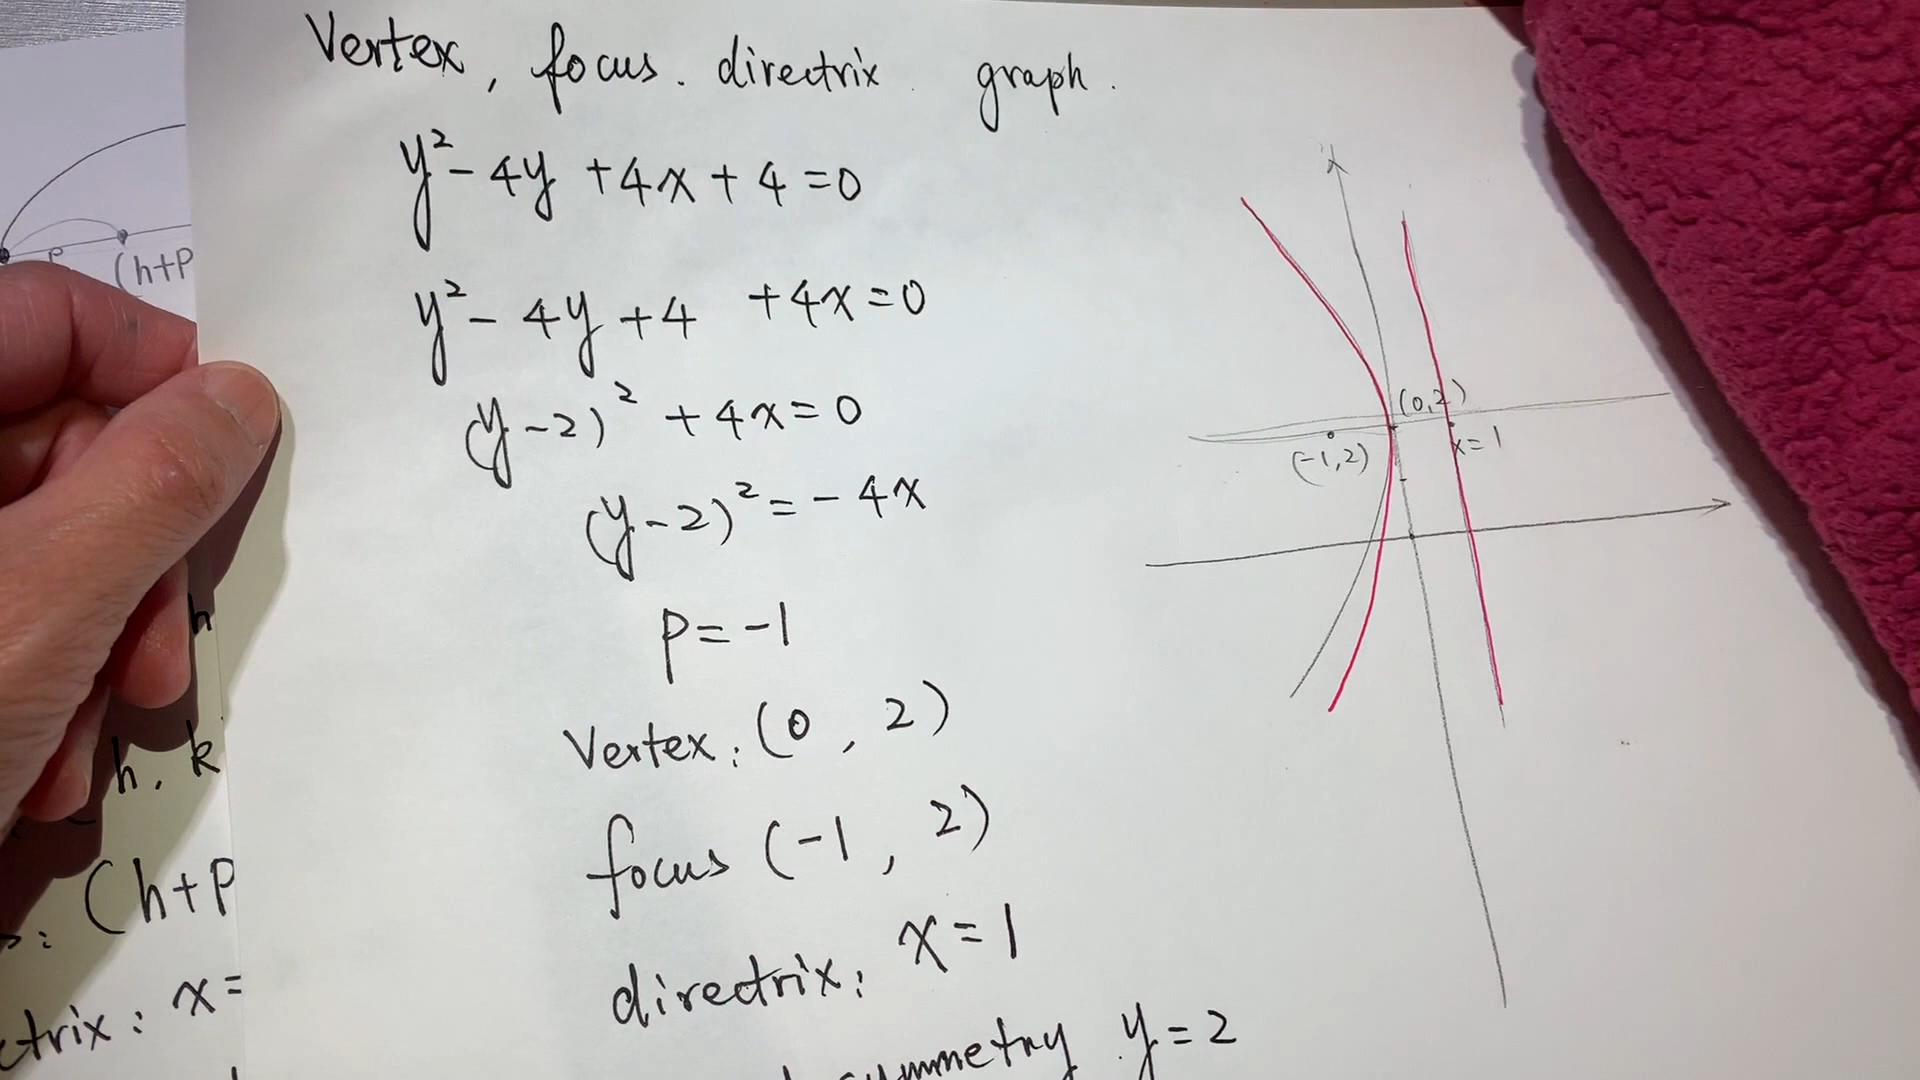 Vertex, focus. directrix graph.
y² - 4y + 4x + 4 = 0
y² - 4y + 4 + 4x = 0
(y-2)² + 4x = 0
(y-2)² = -4x
p = -1
Vertex: (0, 2)
focus (-1, 2)
directrix: x = 1
symmetry y = 2
(0,2)
(-1,2)
x=1
(h+P
h
h, k
(h+P
ctrix: x=